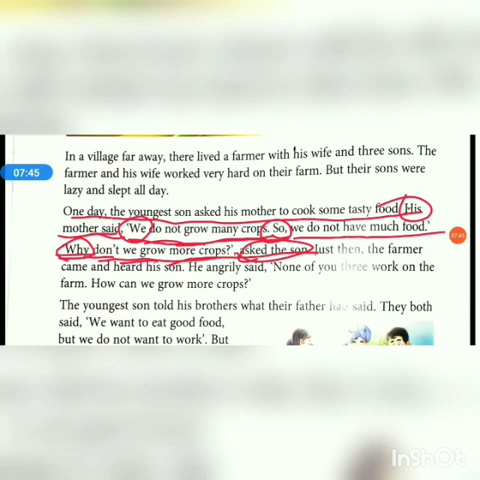 In a village far away, there lived a farmer with his wife and three sons. The
farmer and his wife worked very hard on their farm. But their sons were
lazy and slept all day.
07:45
One day, the youngest son asked his mother to cook some tasty food. His
mother said, 'We do not grow many crops. So, we do not have much food.'
07:45
'Why don't we grow more crops?', asked the son. Just then, the farmer
came and heard his son. He angrily said, 'None of you three work on the
farm. How can we grow more crops?'
The youngest son told his brothers what their father had said. They both
said, 'We want to eat good food,
but we do not want to work'. But
InShOt